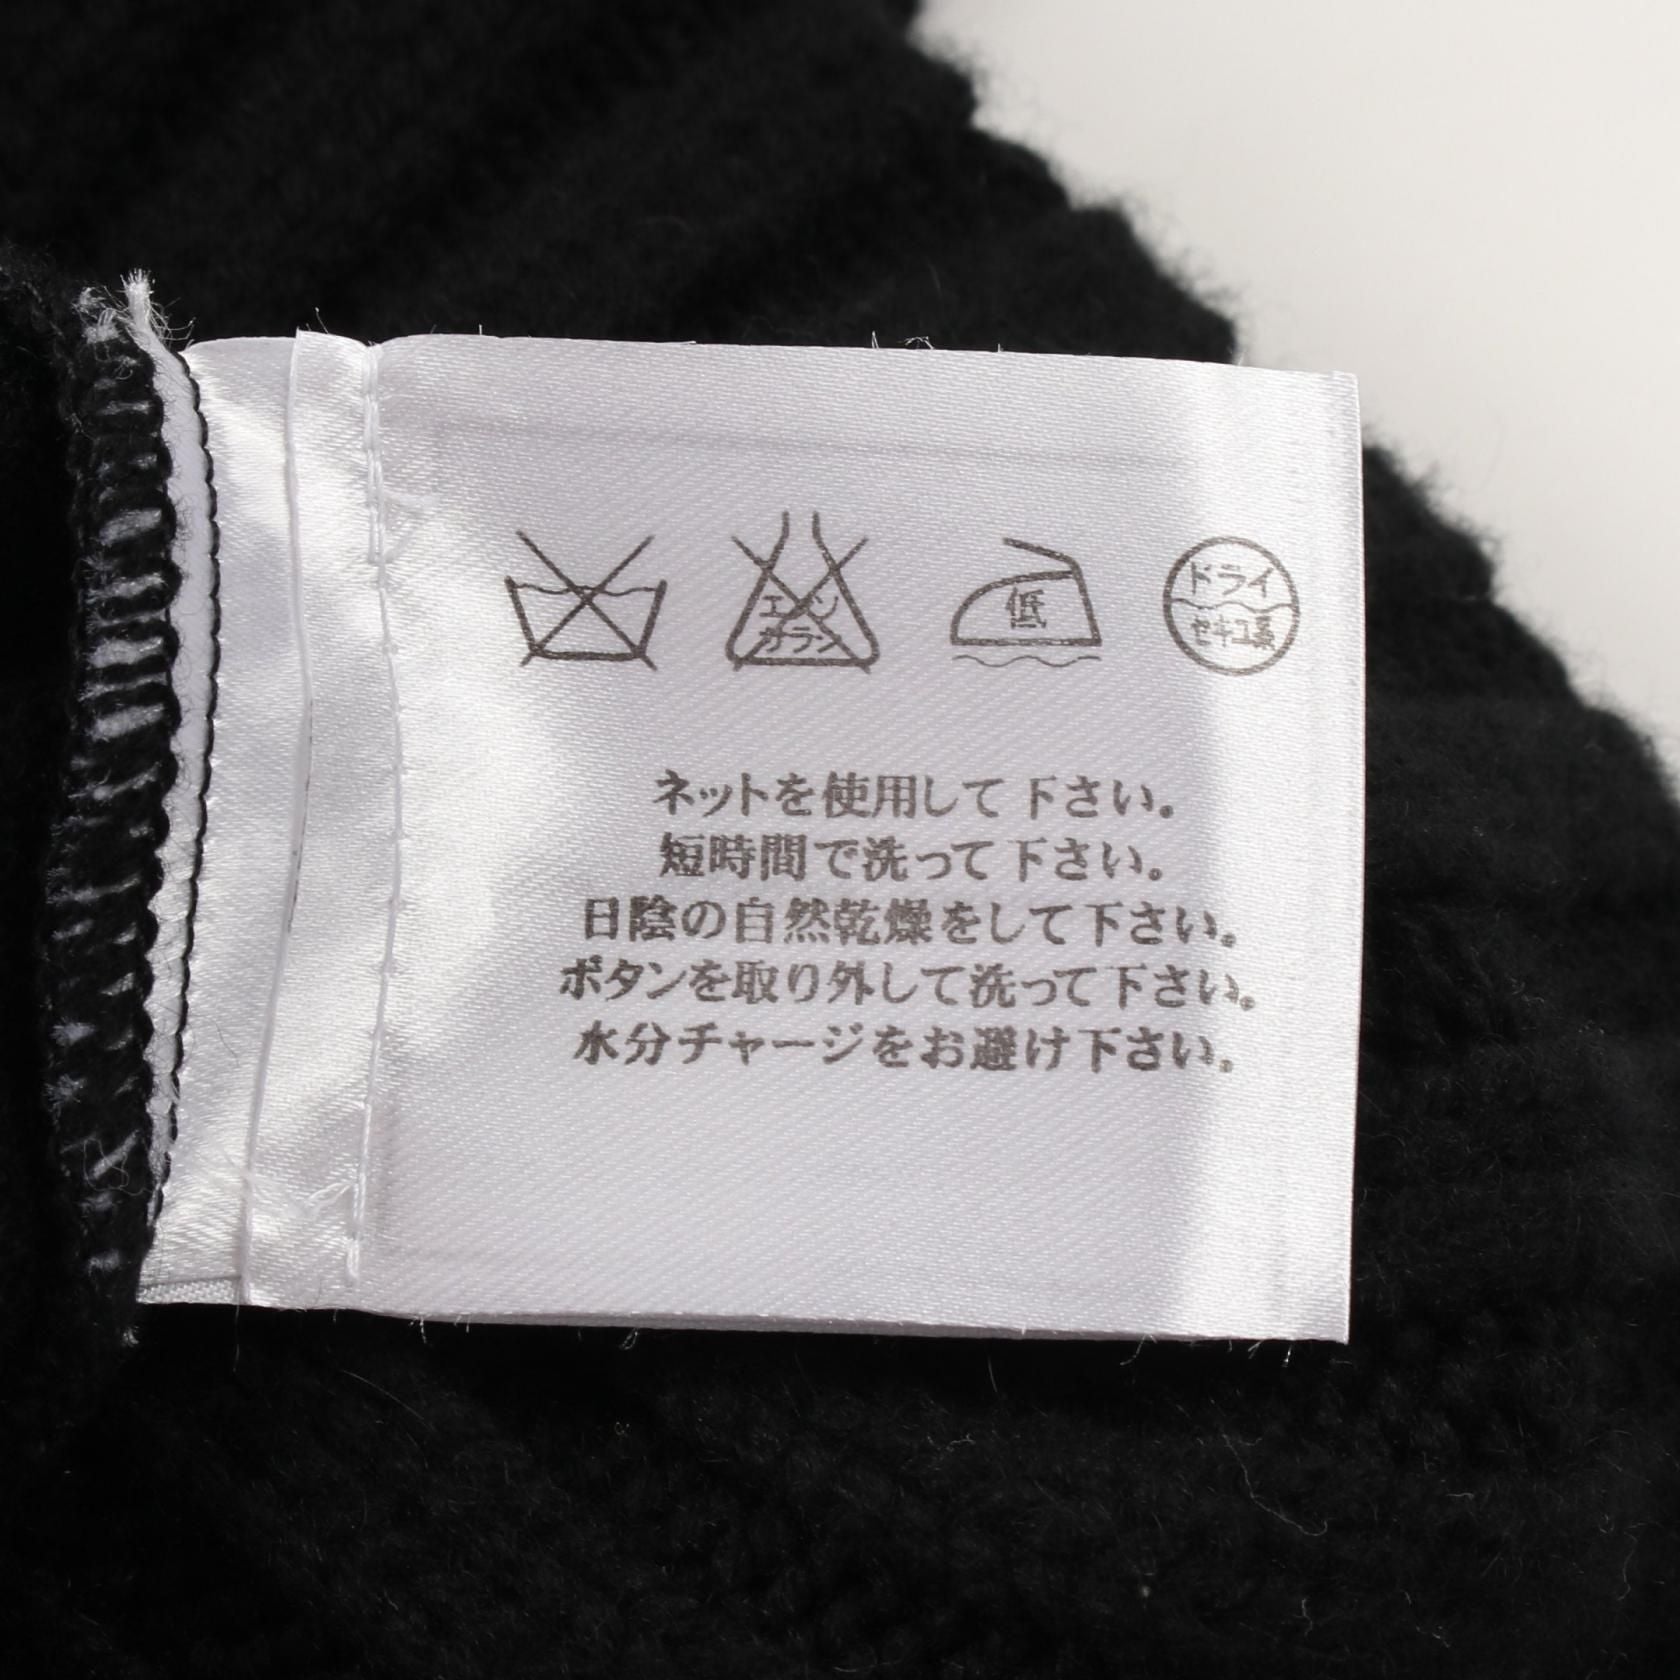 エンソ
サラシ
低
ドライ
セキユ系
ネットを使用して下さい。
短時間で洗って下さい。
日陰の自然乾燥をして下さい。
ボタンを取り外して洗って下さい。
水分チャージをお避け下さい。